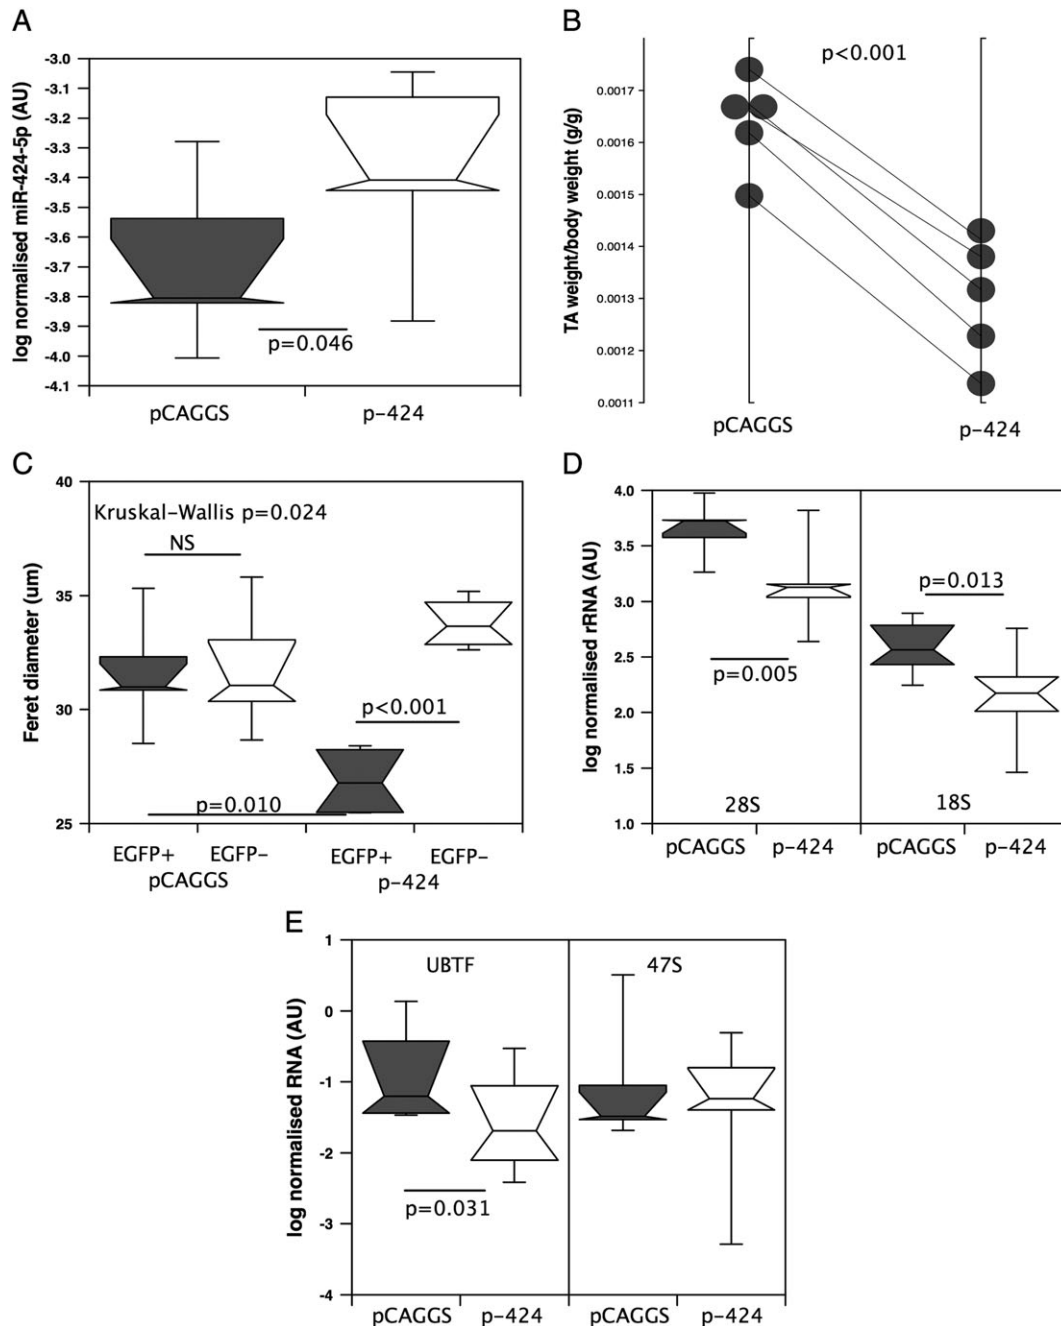 A
log normalised miR-424-5p (AU)
-3.0
-3.1
-3.2
-3.3
-3.4
-3.5
-3.6
-3.7
-3.8
-3.9
-4.0
-4.1
p=0.046
pCAGGS p-424
B
TA weight/body weight (g/g)
p<0.001
0.0017
0.0016
0.0015
0.0014
0.0013
0.0012
0.0011
pCAGGS p-424
C
Feret diameter (um)
40
35
30
25
Kruskal-Wallis p=0.024
NS
p<0.001
p=0.010
EGFP+ EGFP- EGFP+ EGFP-
pCAGGS p-424
D
log normalised rRNA (AU)
4.0
3.5
3.0
2.5
2.0
1.5
1.0
p=0.013
p=0.005
28S 18S
pCAGGS p-424 pCAGGS p-424
E
log normalised RNA (AU)
1
0
-1
-2
-3
-4
UBTF 47S
p=0.031
pCAGGS p-424 pCAGGS p-424